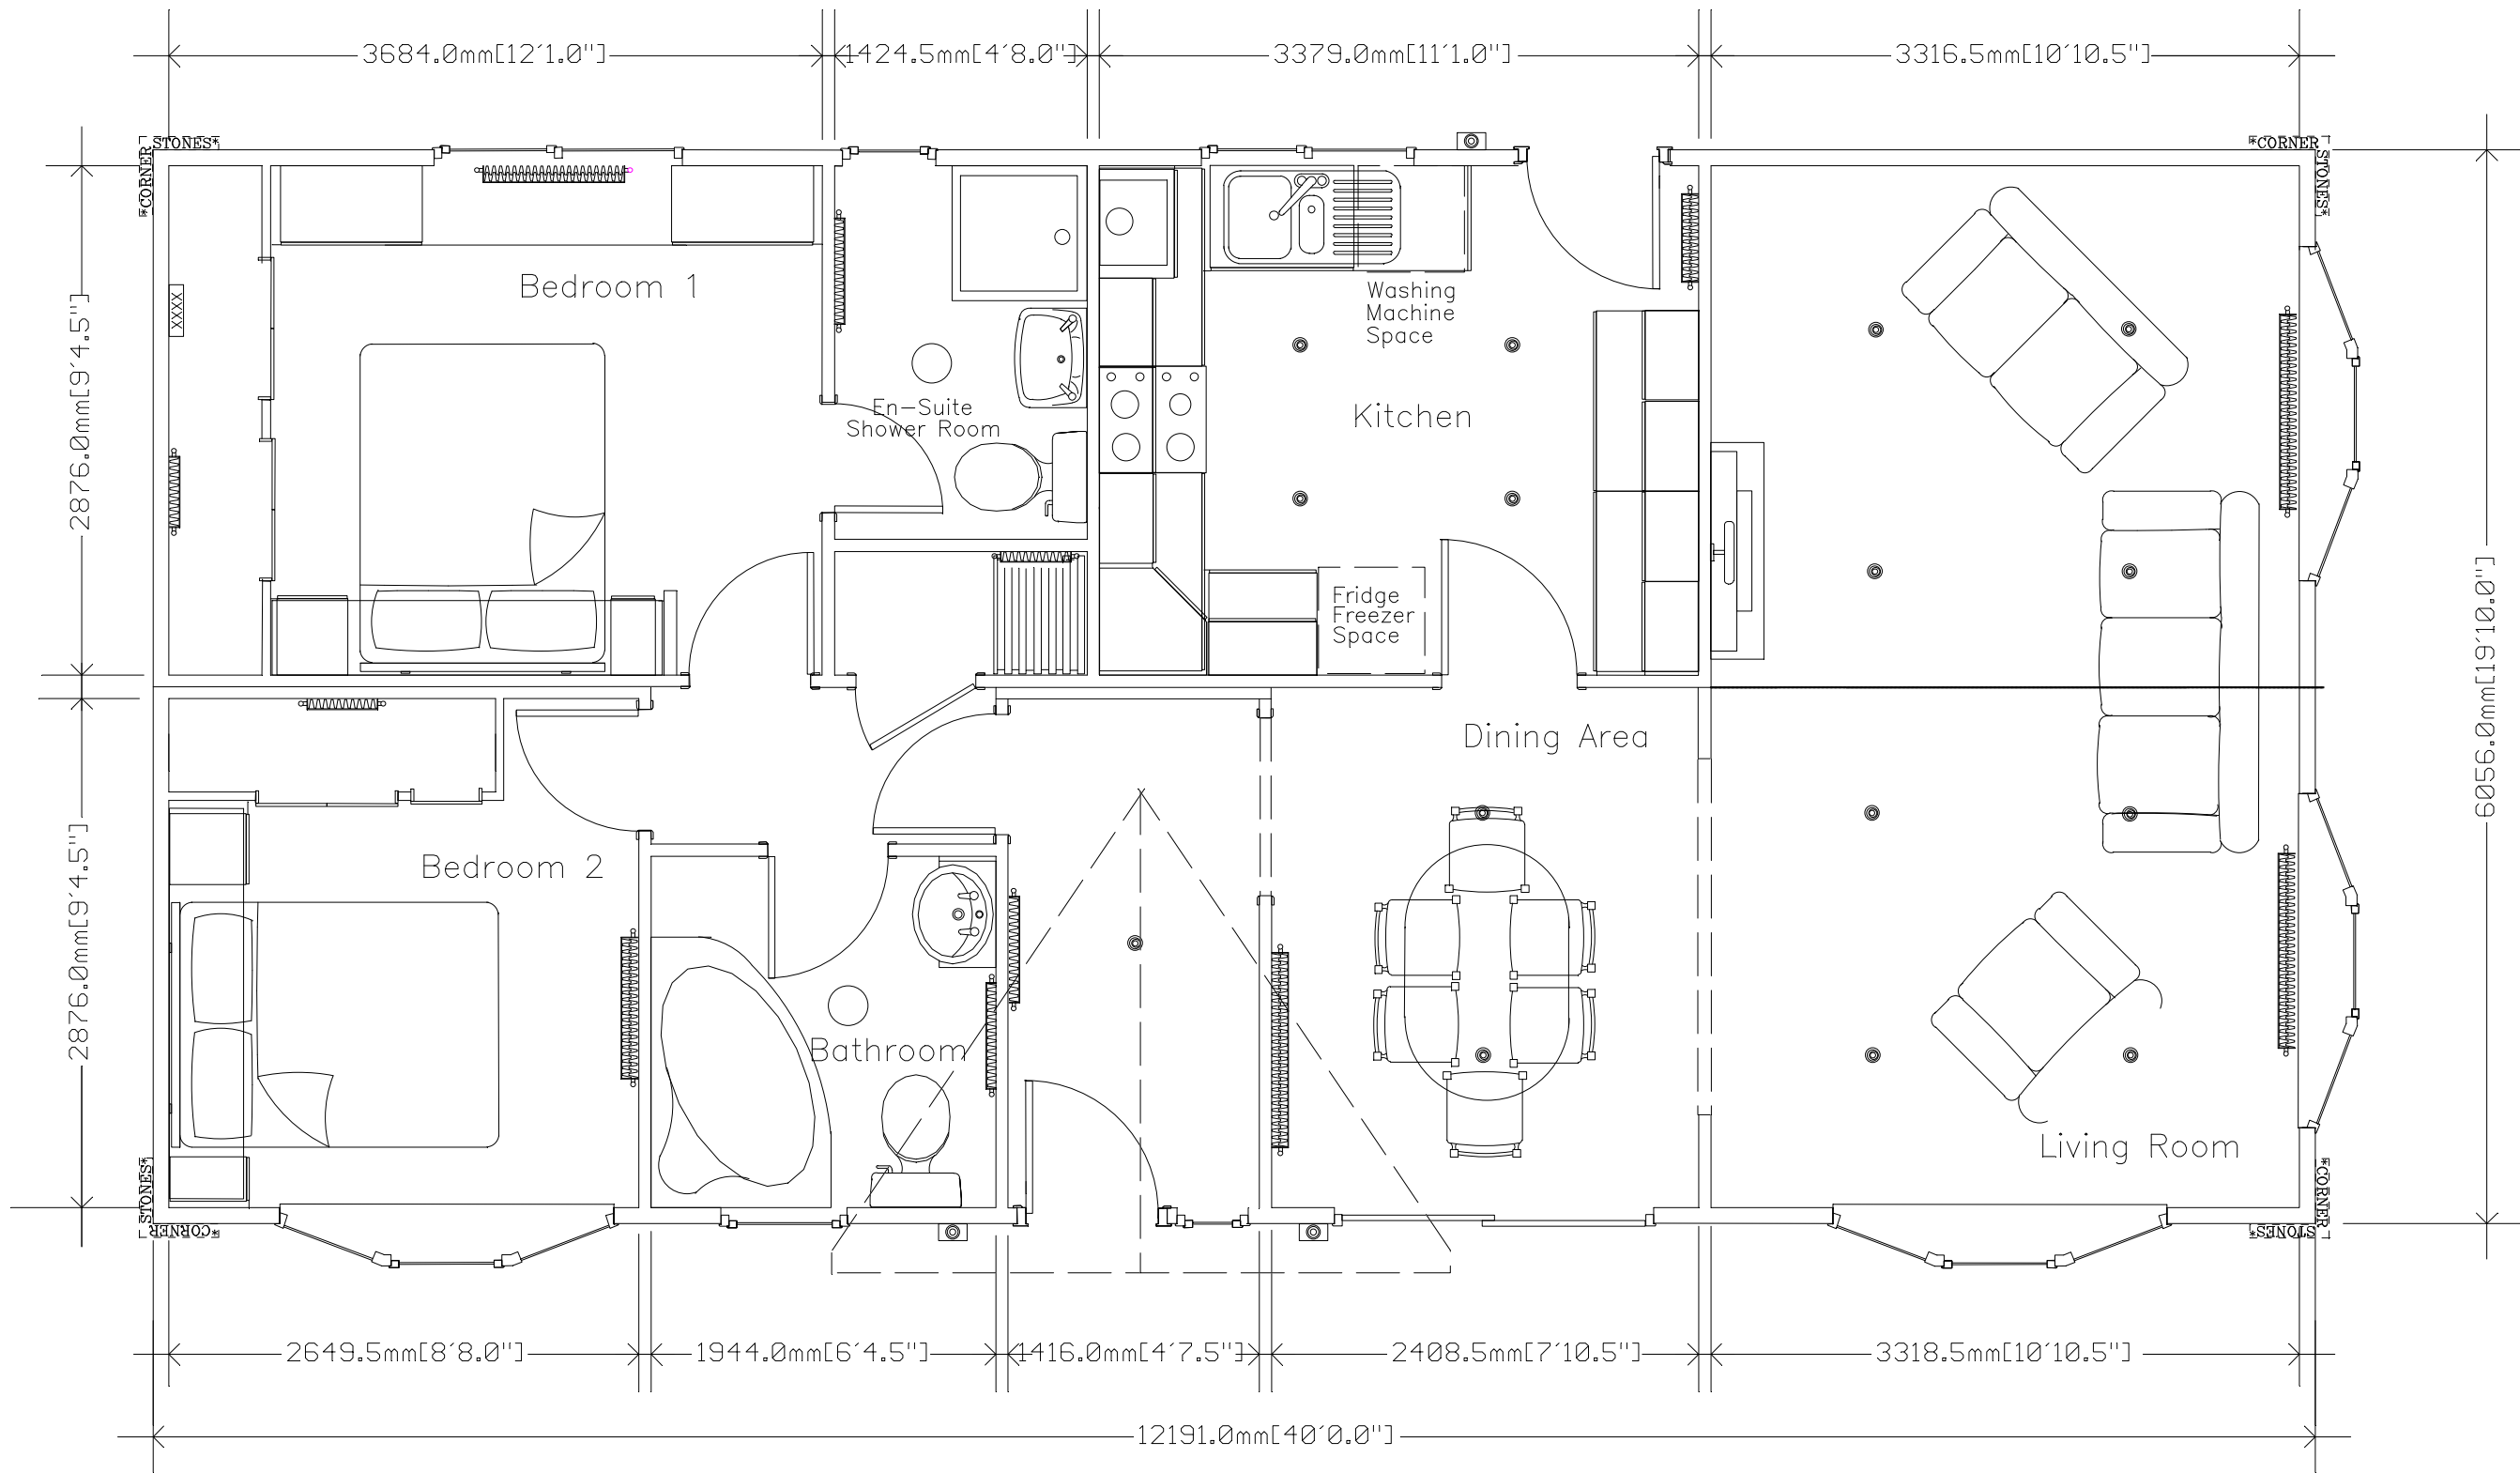 3684.0mm[12'1.0"]
1424.5mm[4'8.0"]
3379.0mm[11'1.0"]
3316.5mm[10'10.5"]
STONES*
*CORNER
*CORNER
STONES*
Bedroom 1
XXXX
2876.0mm[9'4.5"]
En-Suite
Shower Room
Washing
Machine
Space
Kitchen
Fridge
Freezer
Space
6056.0mm[19'10.0"]
Dining Area
Bedroom 2
2876.0mm[9'4.5"]
Bathroom
Living Room
STONES*
*CORNER
*CORNER
STONES*
2649.5mm[8'8.0"]
1944.0mm[6'4.5"]
1416.0mm[4'7.5"]
2408.5mm[7'10.5"]
3318.5mm[10'10.5"]
12191.0mm[40'0.0"]